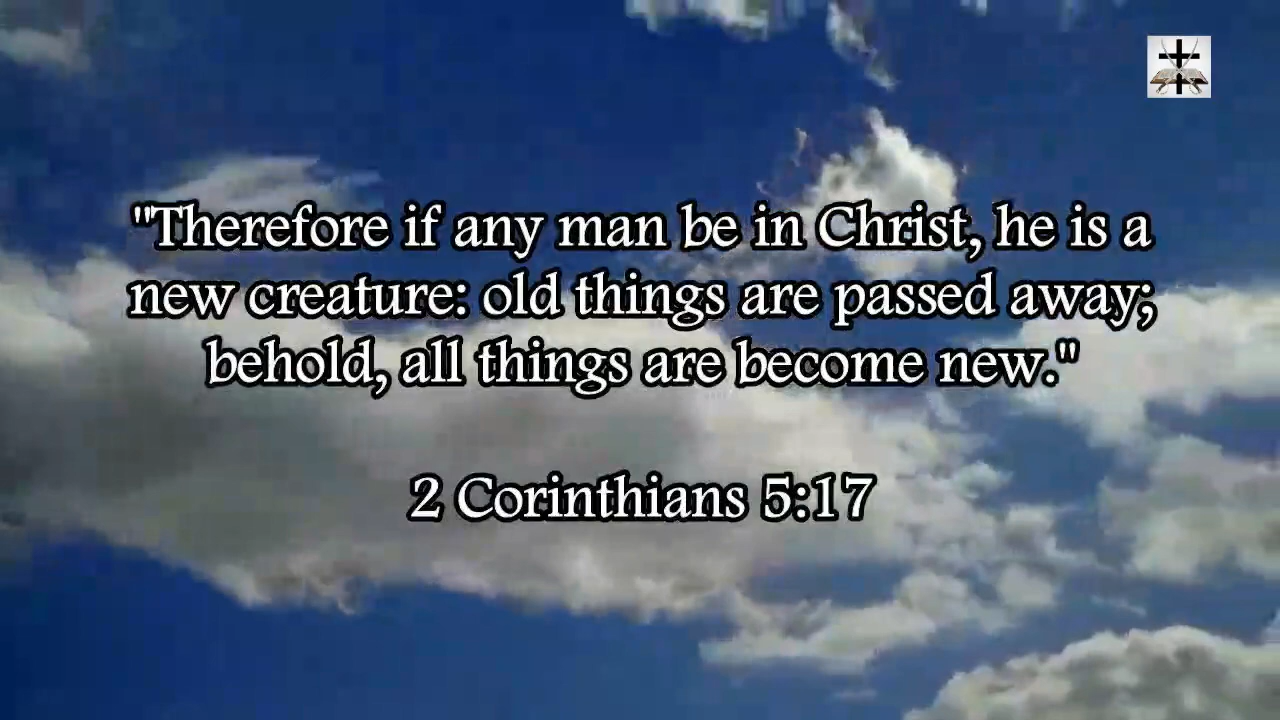 "Therefore if any man be in Christ, he is a
new creature: old things are passed away;
behold, all things are become new."
2 Corinthians 5:17